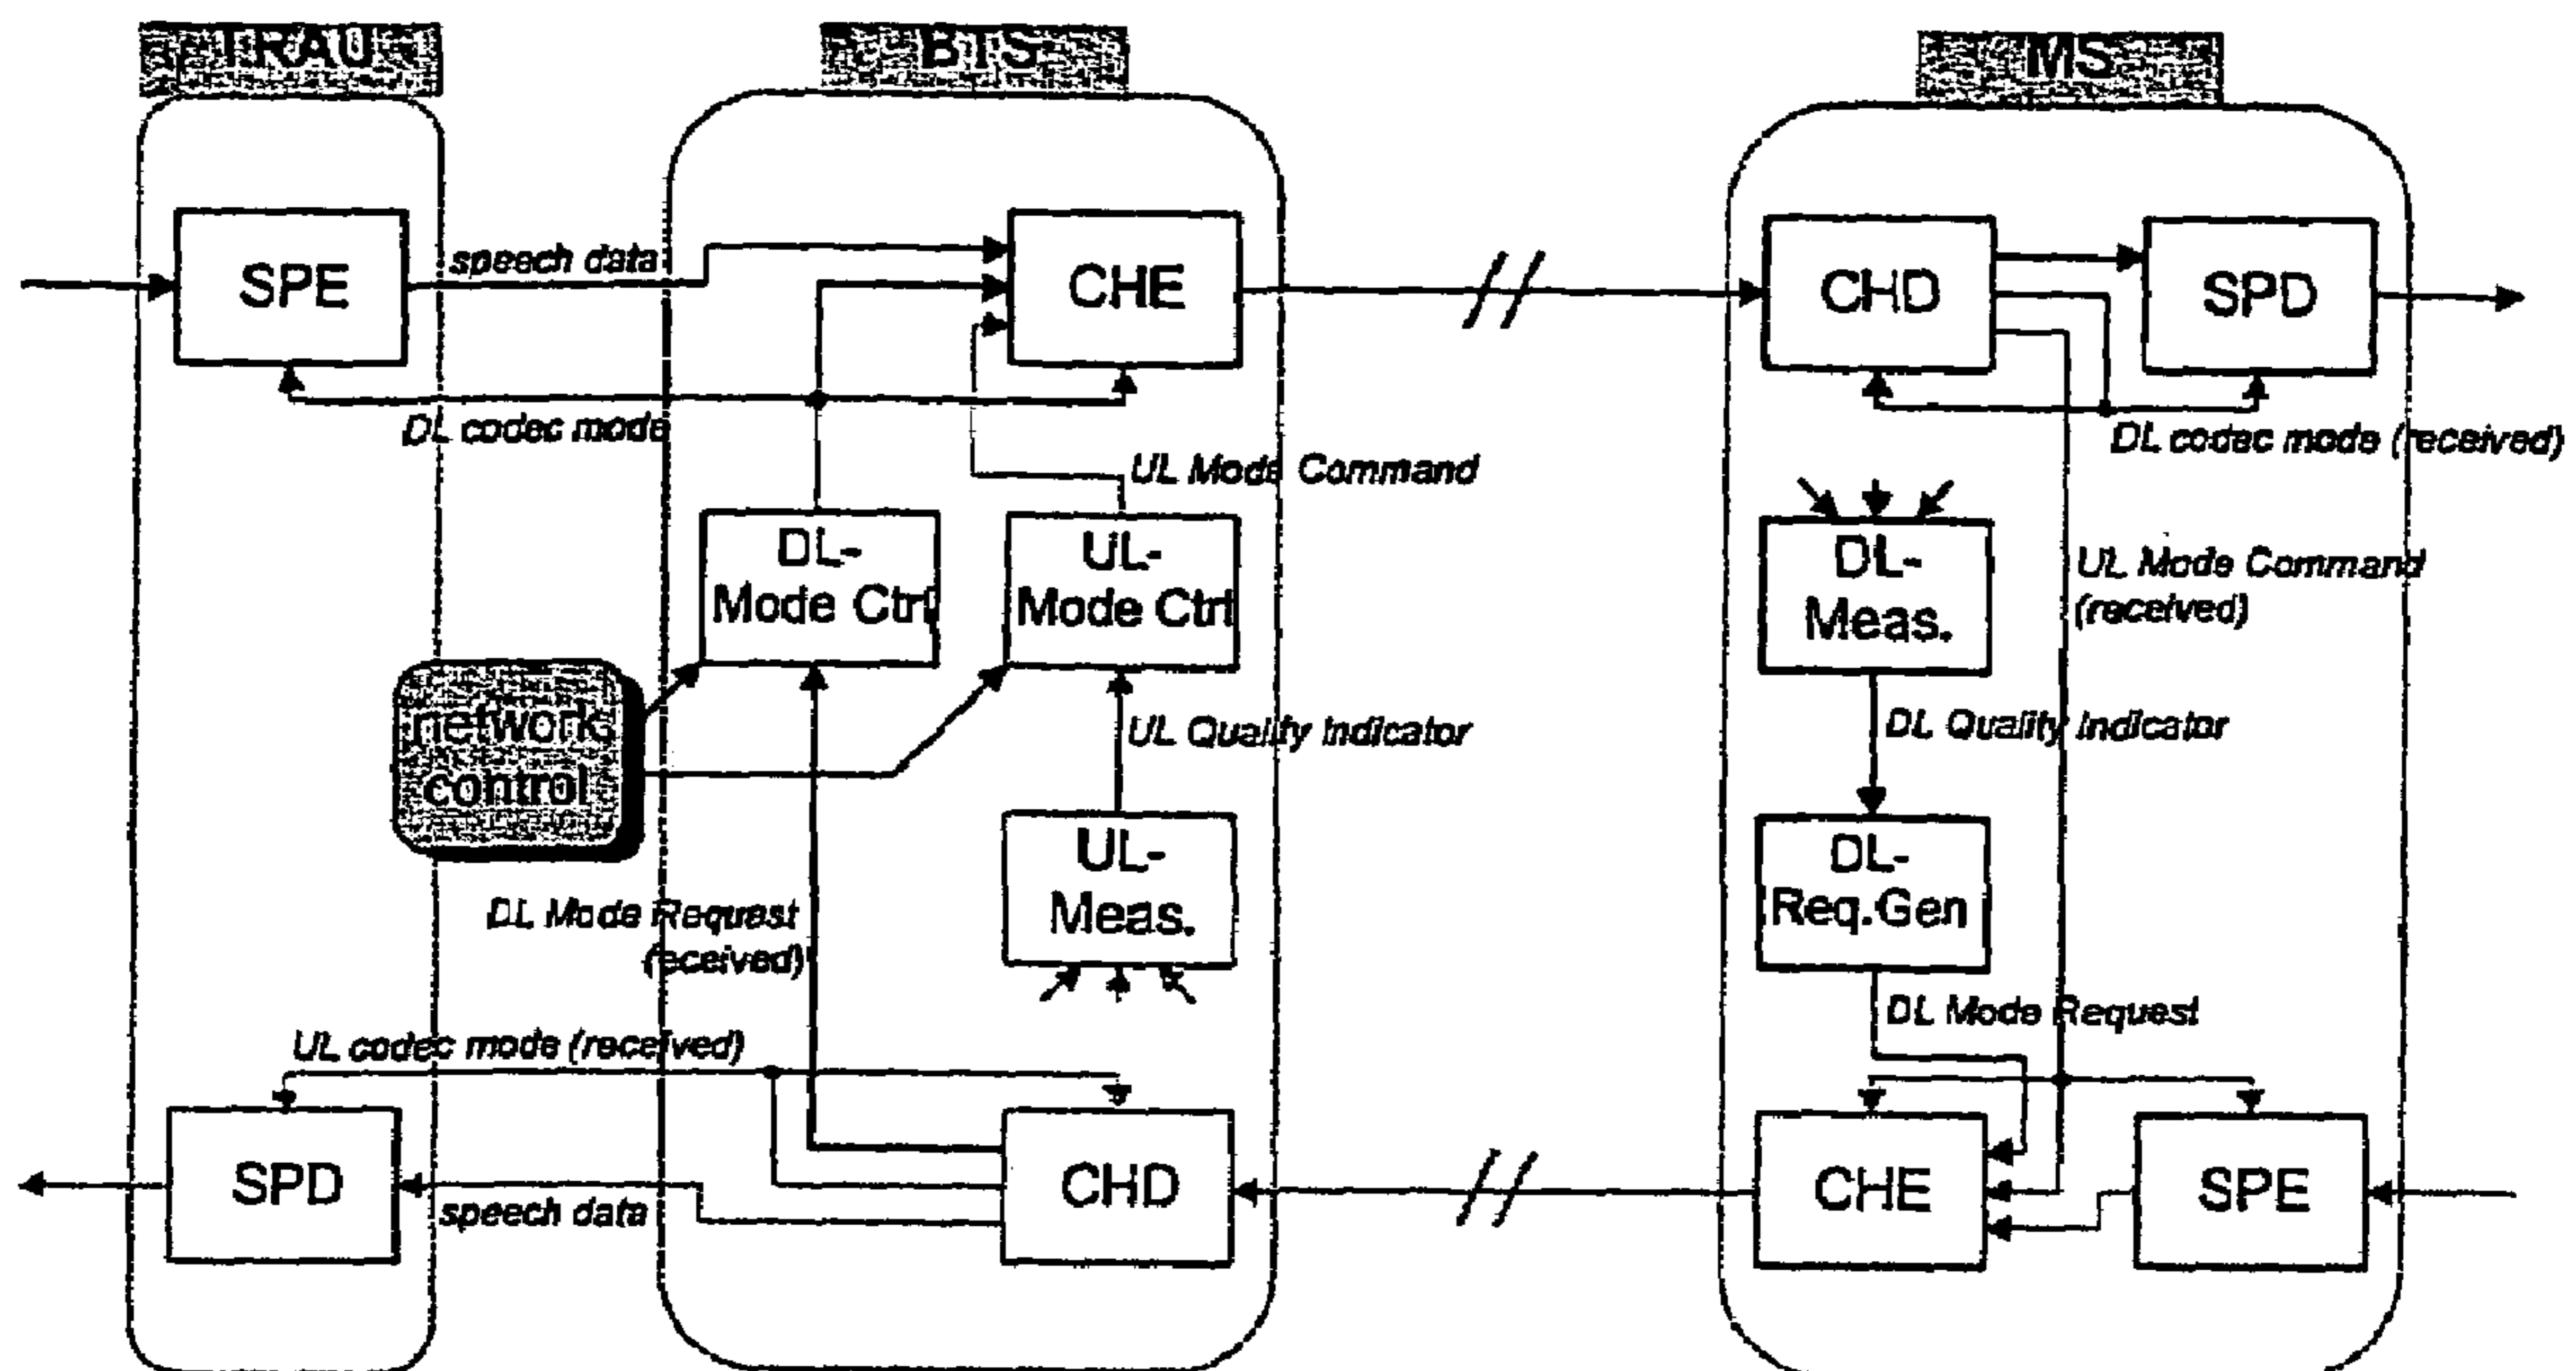 TRAU
BTS
MS
SPE
speech data
CHE
CHD
SPD
DL codec mode
DL codec mode (received)
UL Mode Command
DL-
Mode Ctrl
UL-
Mode Ctrl
DL-
Meas.
UL Mode Command
(received)
network
control
UL Quality Indicator
DL Quality Indicator
UL-
Meas.
DL-
Req.Gen
DL Mode Request
(received)
DL Mode Request
UL codec mode (received)
SPD
speech data
CHD
CHE
SPE